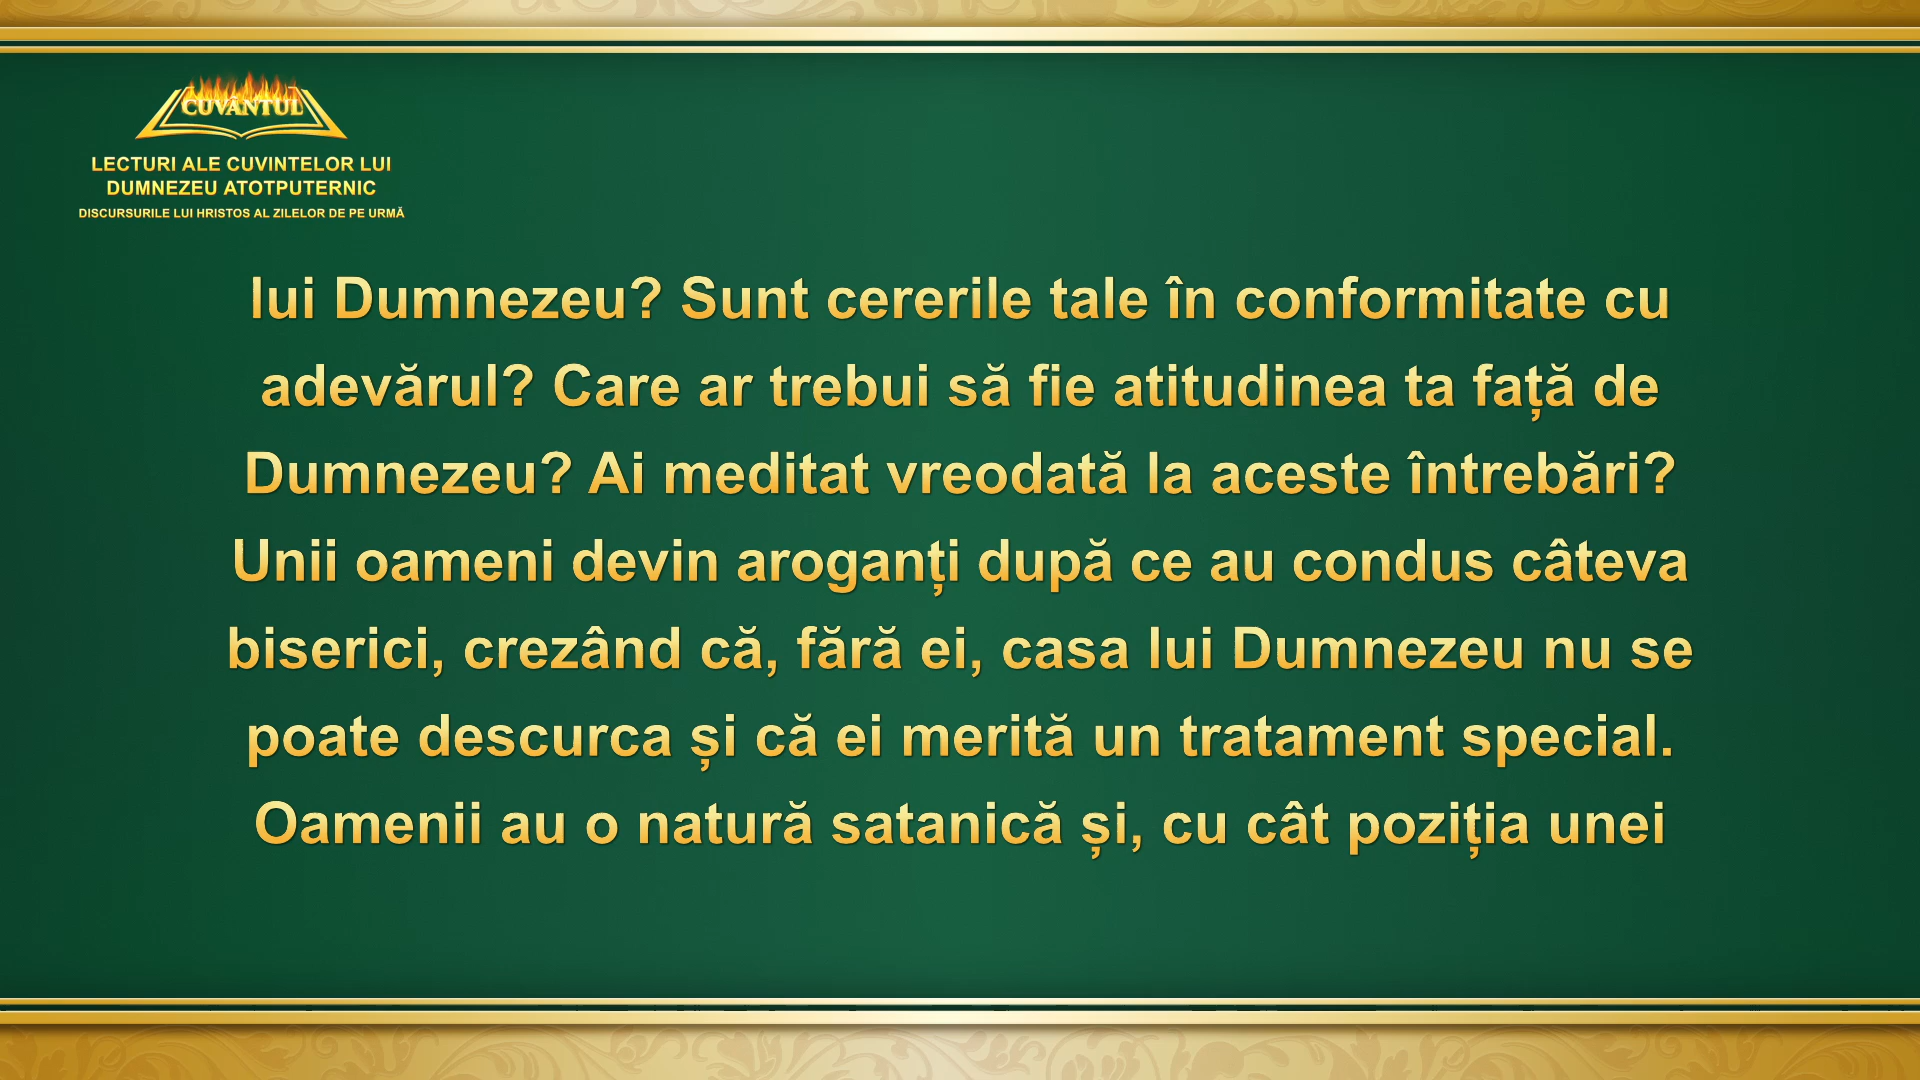 CUVÂNTUL
LECTURI ALE CUVINTELOR LUI
DUMNEZEU ATOTPUTERNIC
DISCURSURILE LUI HRISTOS AL ZILELOR DE PE URMĂ
lui Dumnezeu? Sunt cererile tale în conformitate cu
adevărul? Care ar trebui să fie atitudinea ta față de
Dumnezeu? Ai meditat vreodată la aceste întrebări?
Unii oameni devin aroganți după ce au condus câteva
biserici, crezând că, fără ei, casa lui Dumnezeu nu se
poate descurca și că ei merită un tratament special.
Oamenii au o natură satanică și, cu cât poziția unei